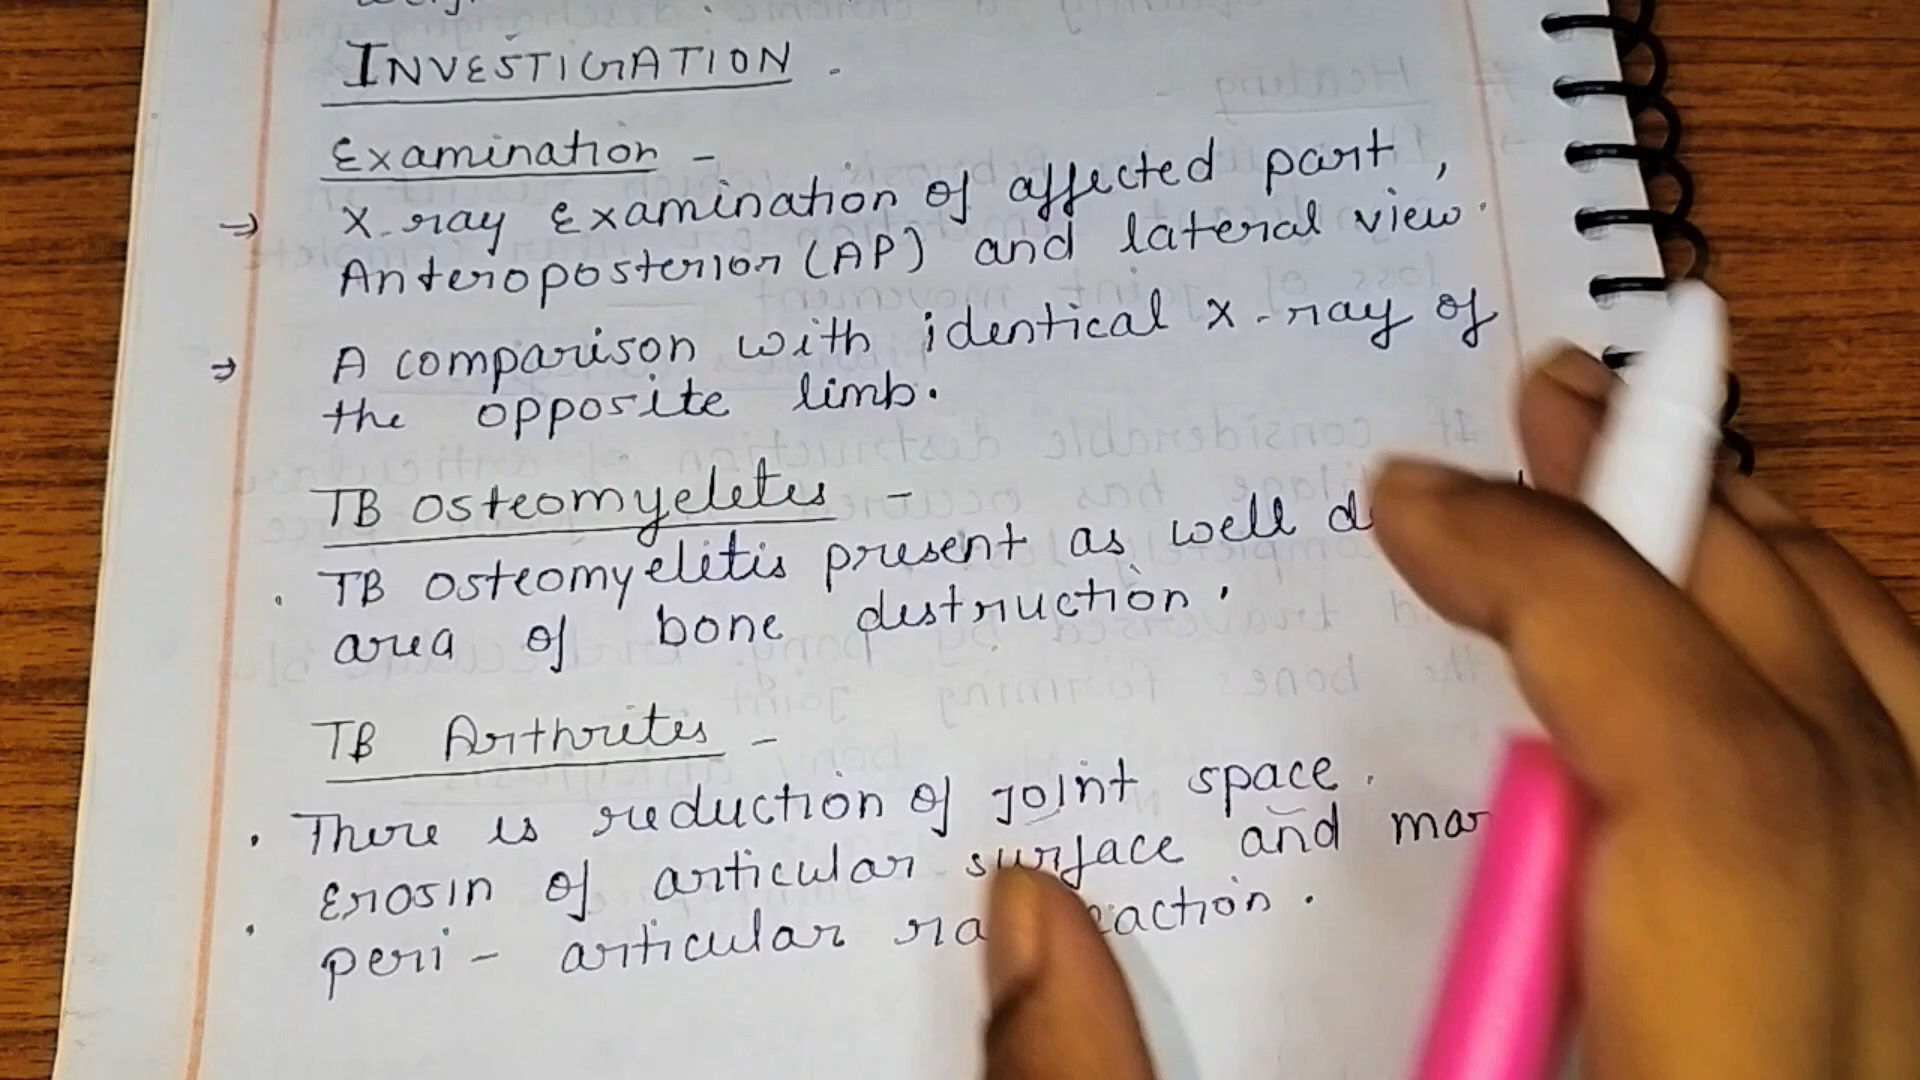 INVESTIGATION .
Examination -
→ X-ray Examination of affected part,
Anteroposterior (AP) and lateral view.
⇒ A comparison with identical X-ray of
the opposite limb.
TB Osteomyeletes -
. TB Osteomyelitis present as well
area of bone destruction.
TB Arthrites -
. There is reduction of joint space.
Erosin of articular surface and
. peri - articular